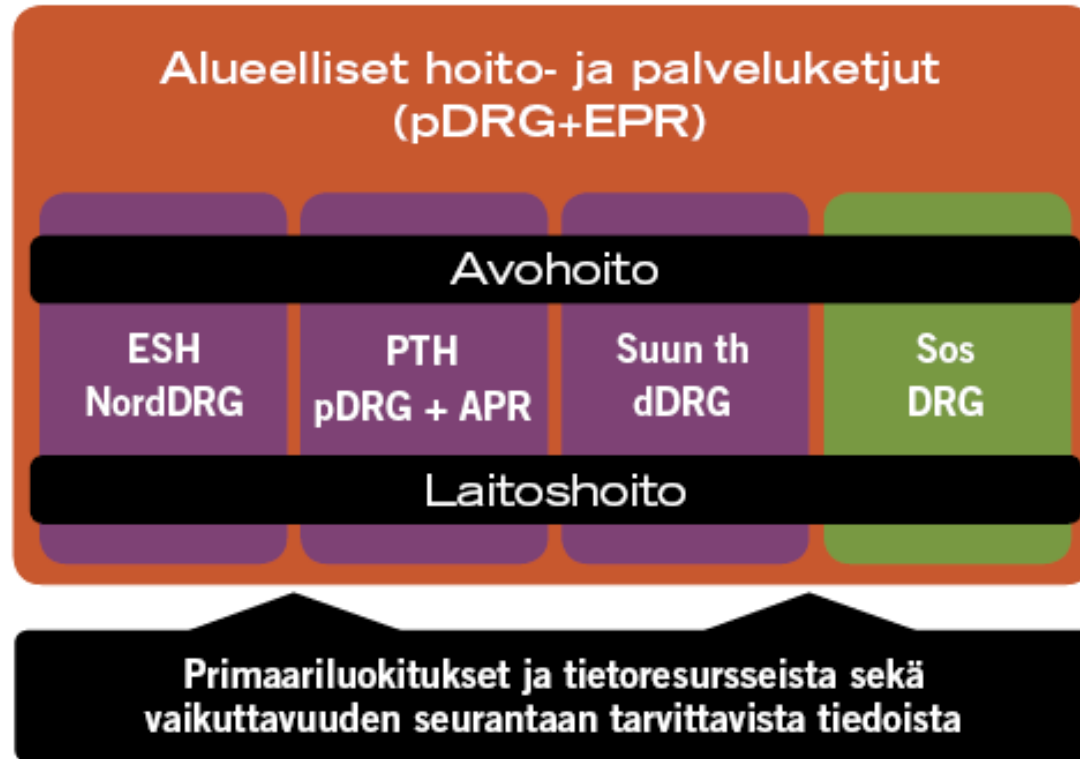 Alueelliset hoito- ja palveluketjut
(pDRG+EPR)
Avohoito
ESH
NordDRG
PTH
pDRG + APR
Suun th
dDRG
Sos
DRG
Laitoshoito
Primaariluokitukset ja tietoresursseista sekä
vaikuttavuuden seurantaan tarvittavista tiedoista